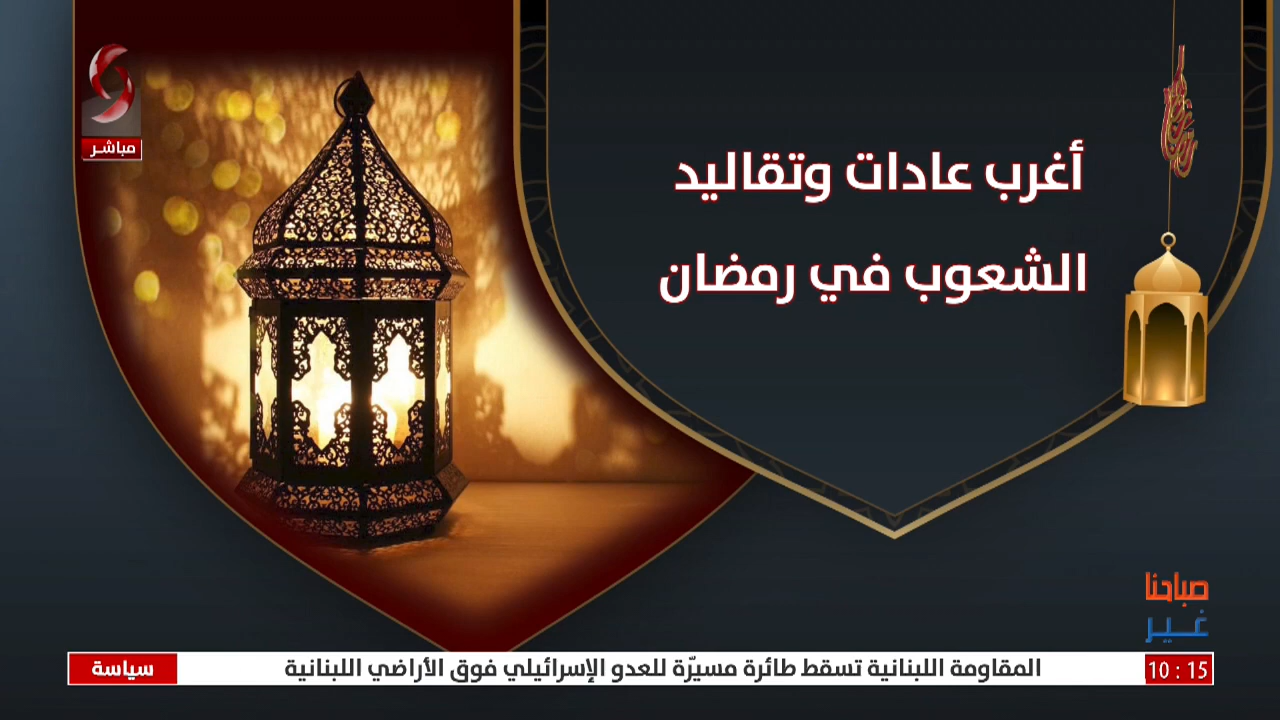 مباشر
أغرب عادات وتقاليد
الشعوب في رمضان
صباحنا
غير
سياسة
المقاومة اللبنانية تسقط طائرة مسيّرة للعدو الإسرائيلي فوق الأراضي اللبنانية
10 : 15